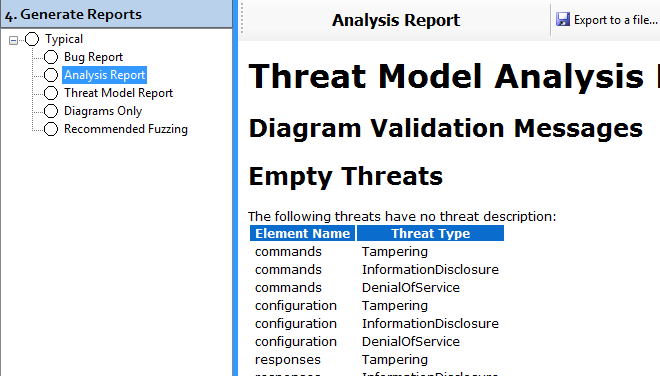 4. Generate Reports
Typical
Bug Report
Analysis Report
Threat Model Report
Diagrams Only
Recommended Fuzzing
Analysis Report
Export to a file...
Threat Model Analysis
Diagram Validation Messages
Empty Threats
The following threats have no threat description:
Element Name Threat Type
commands Tampering
commands InformationDisclosure
commands DenialOfService
configuration Tampering
configuration InformationDisclosure
configuration DenialOfService
responses Tampering
responses InformationDisclosure